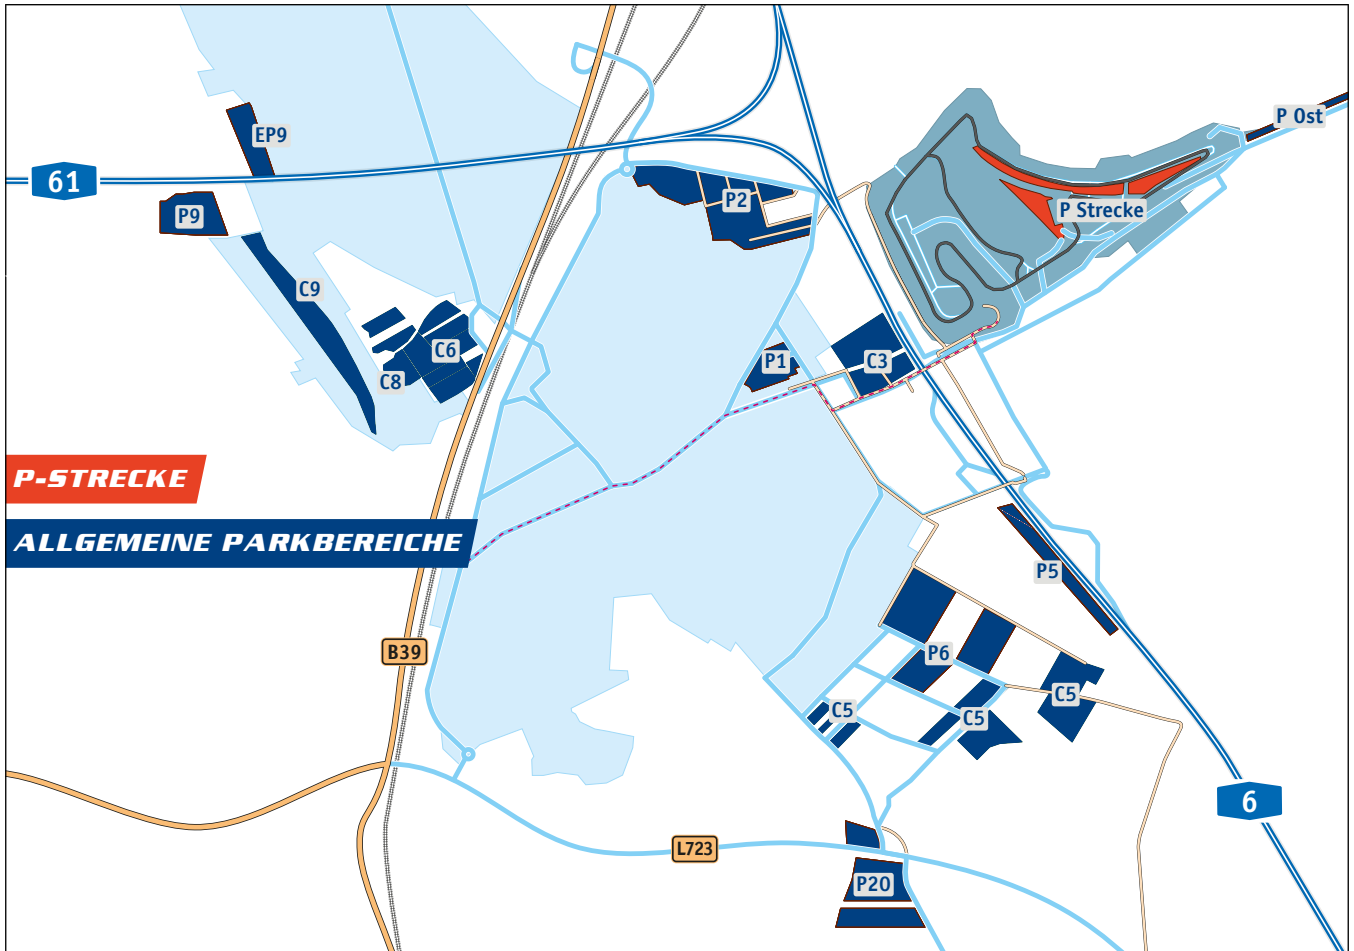 P Ost
EP9
61
P9
P2
P Strecke
C9
C6
P1
C3
C8
P-STRECKE
ALLGEMEINE PARKBEREICHE
P5
B39
P6
C5
C5
C5
6
L723
P20